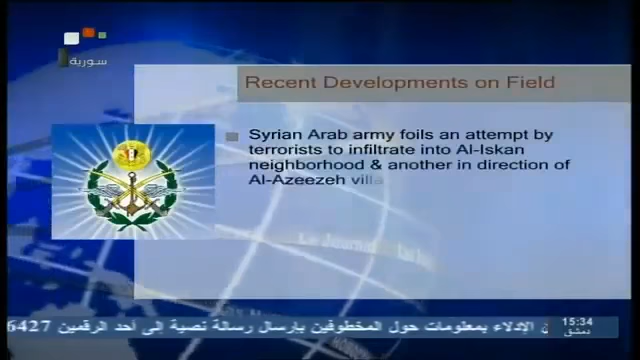 سورية
Recent Developments on Field
Syrian Arab army foils an attempt by
terrorists to infiltrate into Al-Iskan
neighborhood & another in direction of
Al-Azeezeh villa
الإدلاء بمعلومات حول المخطوفين بإرسال رسالة نصية إلى أحد الرقمين 6427
15:34
دمشق